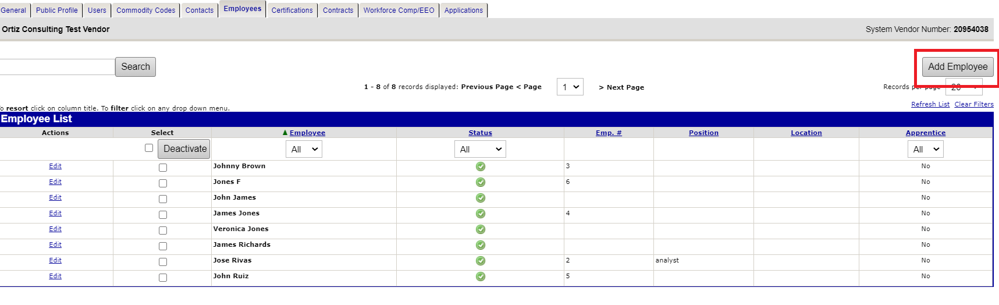 General Public Profile Users Commodity Codes Contacts Employees Certifications Contracts Workforce Comp/EEO Applications
Ortiz Consulting Test Vendor System Vendor Number: 20954038
Search Add Employee
1 - 8 of 8 records displayed: Previous Page < Page 1 > Next Page Records per page 20
resort click on column title. To filter click on any drop down menu. Refresh List Clear Filters
Employee List
Actions Select Employee Status Emp. # Position Location Apprentice
Deactivate All All All
Edit Johnny Brown 3 No
Edit Jones F 6 No
Edit John James No
Edit James Jones 4 No
Edit Veronica Jones No
Edit James Richards No
Edit Jose Rivas 2 analyst No
Edit John Ruiz 5 No